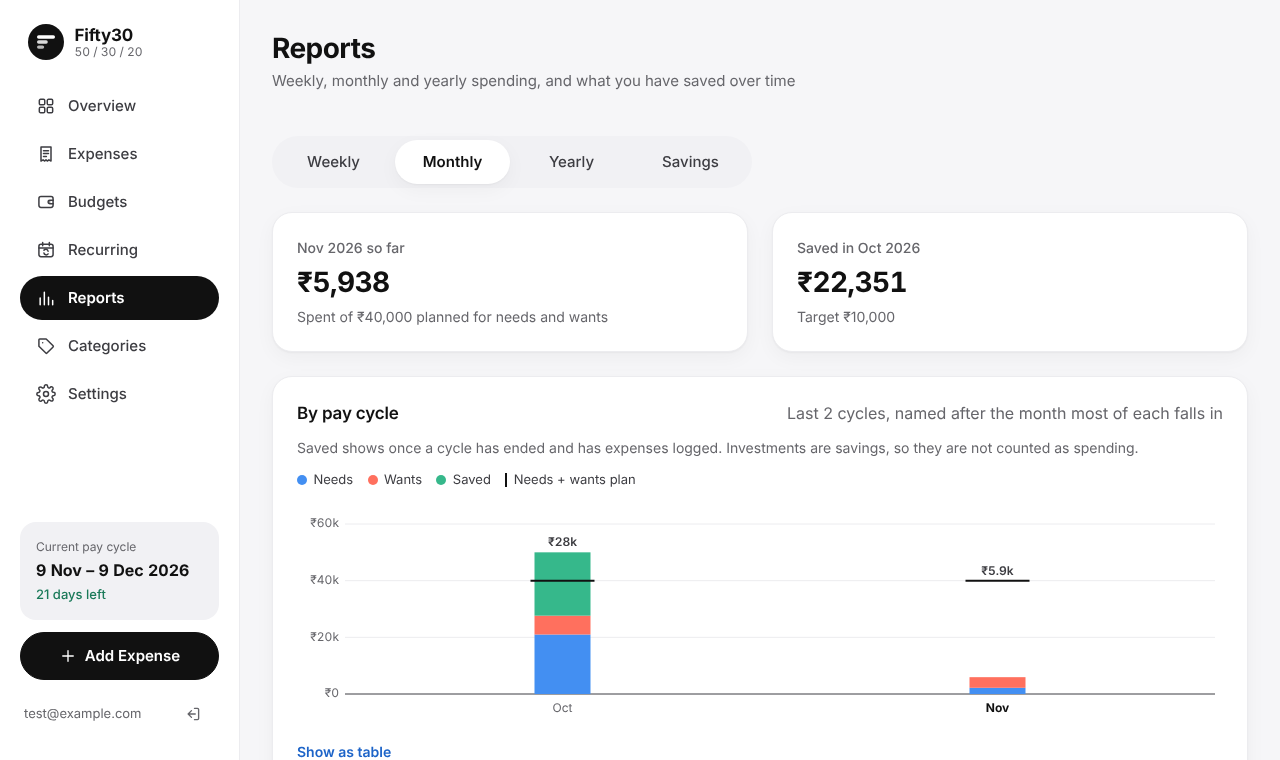 Fifty30
50 / 30 / 20
Overview
Expenses
Budgets
Recurring
Reports
Categories
Settings
Current pay cycle
9 Nov – 9 Dec 2026
21 days left
Add Expense
test@example.com
Reports
Weekly, monthly and yearly spending, and what you have saved over time
Weekly Monthly Yearly Savings
Nov 2026 so far
₹5,938
Spent of ₹40,000 planned for needs and wants
Saved in Oct 2026
₹22,351
Target ₹10,000
By pay cycle
Last 2 cycles, named after the month most of each falls in
Saved shows once a cycle has ended and has expenses logged. Investments are savings, so they are not counted as spending.
Needs Wants Saved Needs + wants plan
₹60k
₹28k
₹40k
₹5.9k
₹20k
₹0
Oct Nov
Show as table